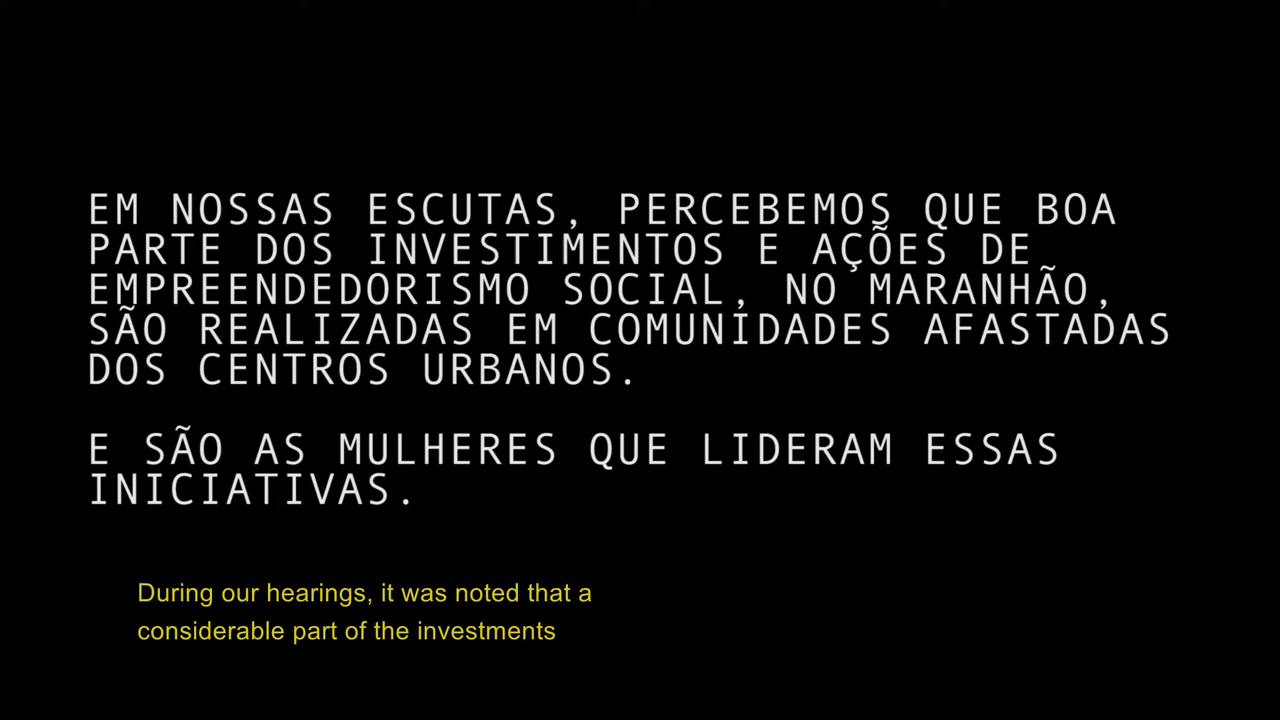 EM NOSSAS ESCUTAS, PERCEBEMOS QUE BOA
PARTE DOS INVESTIMENTOS E AÇÕES DE
EMPREENDEDORISMO SOCIAL, NO MARANHÃO,
SÃO REALIZADAS EM COMUNIDADES AFASTADAS
DOS CENTROS URBANOS.
E SÃO AS MULHERES QUE LIDERAM ESSAS
INICIATIVAS.
During our hearings, it was noted that a
considerable part of the investments